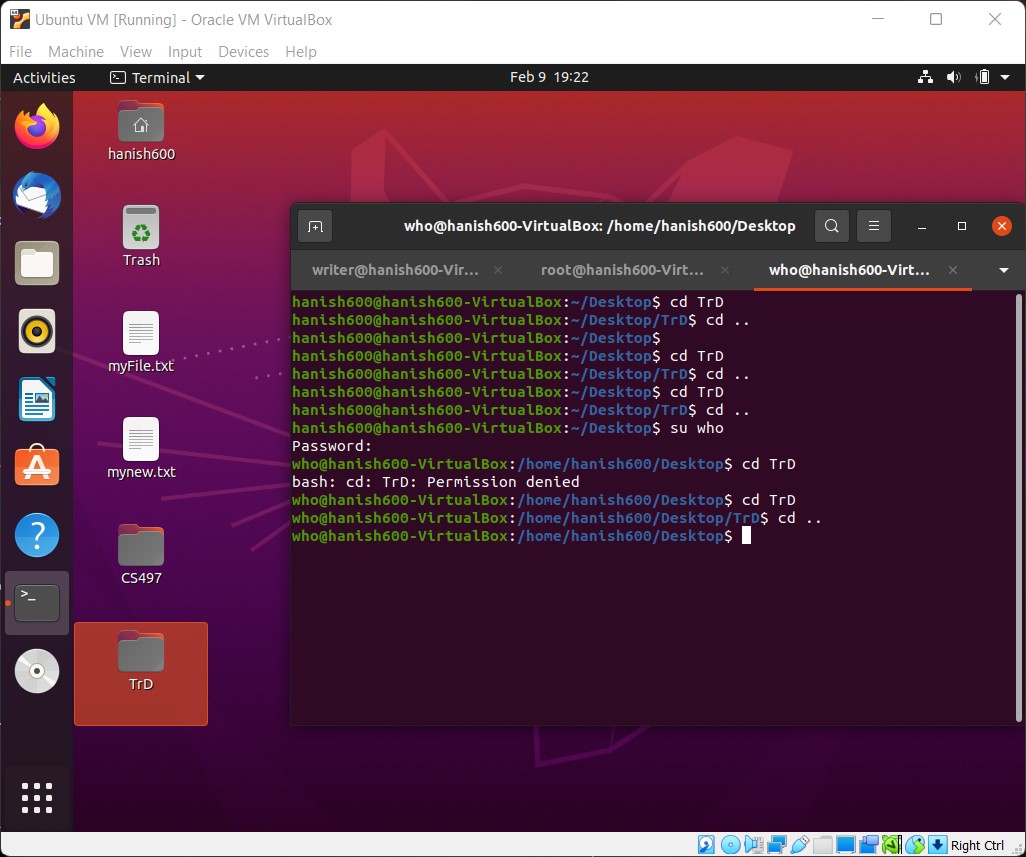 Ubuntu VM [Running] - Oracle VM VirtualBox
File Machine View Input Devices Help
Activities Terminal Feb 9 19:22
hanish600
Trash
myFile.txt
mynew.txt
CS497
TrD
who@hanish600-VirtualBox: /home/hanish600/Desktop
writer@hanish600-Vir... root@hanish600-Virt... who@hanish600-Virt...
hanish600@hanish600-VirtualBox:~/Desktop$ cd TrD
hanish600@hanish600-VirtualBox:~/Desktop/TrD$ cd ..
hanish600@hanish600-VirtualBox:~/Desktop$
hanish600@hanish600-VirtualBox:~/Desktop$ cd TrD
hanish600@hanish600-VirtualBox:~/Desktop/TrD$ cd ..
hanish600@hanish600-VirtualBox:~/Desktop$ cd TrD
hanish600@hanish600-VirtualBox:~/Desktop/TrD$ cd ..
hanish600@hanish600-VirtualBox:~/Desktop$ su who
Password:
who@hanish600-VirtualBox:/home/hanish600/Desktop$ cd TrD
bash: cd: TrD: Permission denied
who@hanish600-VirtualBox:/home/hanish600/Desktop$ cd TrD
who@hanish600-VirtualBox:/home/hanish600/Desktop/TrD$ cd ..
who@hanish600-VirtualBox:/home/hanish600/Desktop$
Right Ctrl